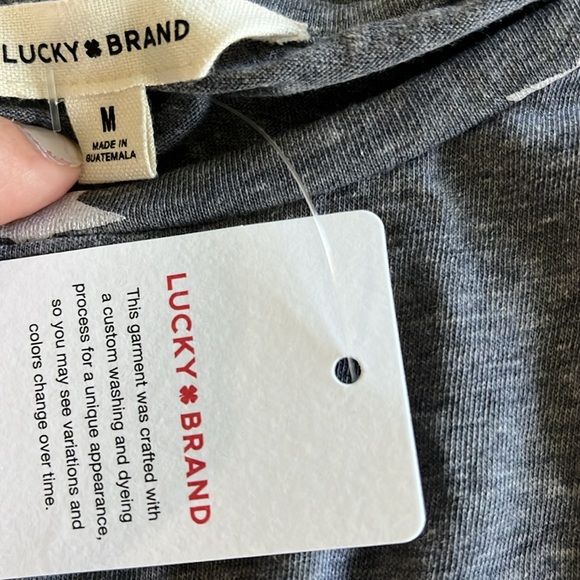 LUCKY BRAND
M
MADE IN
GUATEMALA
LUCKY BRAND
This garment was crafted with
a custom washing and dyeing
process for a unique appearance,
so you may see variations and
colors change over time.